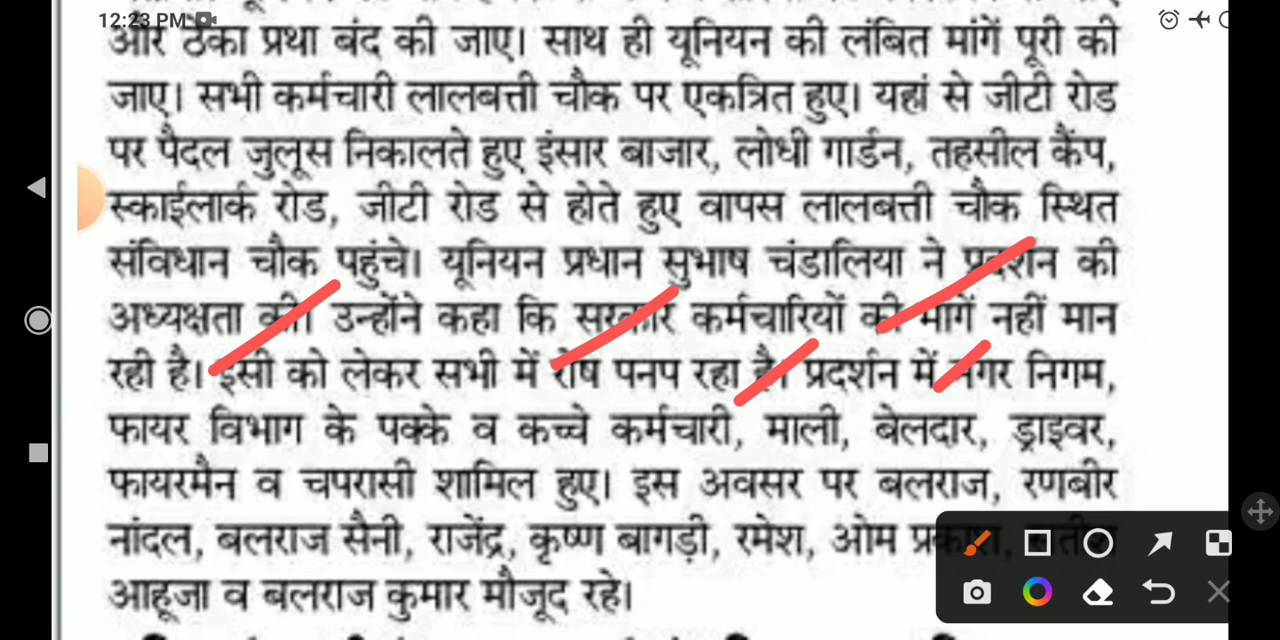 12:23 PM
और ठेका प्रथा बंद की जाए। साथ ही यूनियन की लंबित मांगें पूरी की
जाए। सभी कर्मचारी लालबत्ती चौक पर एकत्रित हुए। यहां से जीटी रोड
पर पैदल जुलूस निकालते हुए इंसार बाजार, लोधी गार्डन, तहसील कैंप,
स्काईलार्क रोड, जीटी रोड से होते हुए वापस लालबत्ती चौक स्थित
संविधान चौक पहुंचे। यूनियन प्रधान सुभाष चंडालिया ने प्रदर्शन की
अध्यक्षता की। उन्होंने कहा कि सरकार कर्मचारियों की मागें नहीं मान
रही है। इसी को लेकर सभी में रोष पनप रहा है। प्रदर्शन में नगर निगम,
फायर विभाग के पक्के व कच्चे कर्मचारी, माली, बेलदार, ड्राइवर,
फायरमैन व चपरासी शामिल हुए। इस अवसर पर बलराज, रणबीर
नांदल, बलराज सैनी, राजेंद्र, कृष्ण बागड़ी, रमेश, ओम प्रकाश,
आहूजा व बलराज कुमार मौजूद रहे।